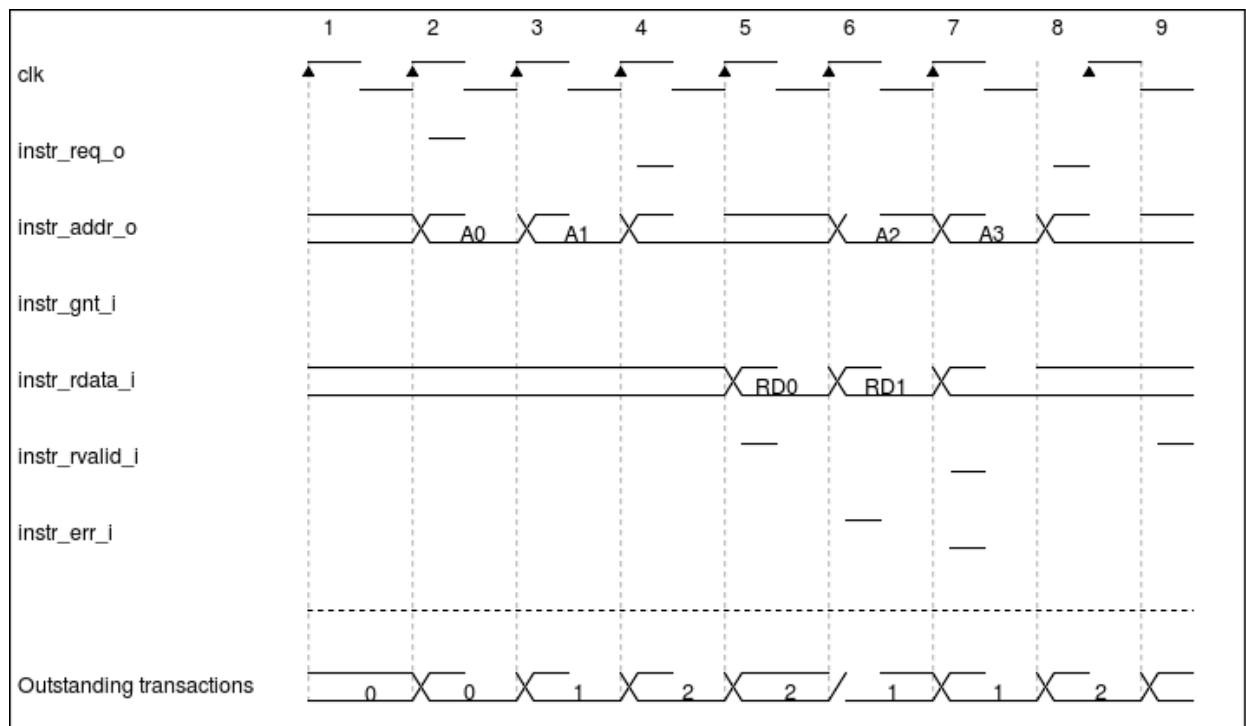 1 2 3 4 5 6 7 8 9
clk
instr_req_o
instr_addr_o A0 A1 A2 A3
instr_gnt_i
instr_rdata_i RD0 RD1
instr_rvalid_i
instr_err_i
Outstanding transactions 0 0 1 2 2 1 1 2